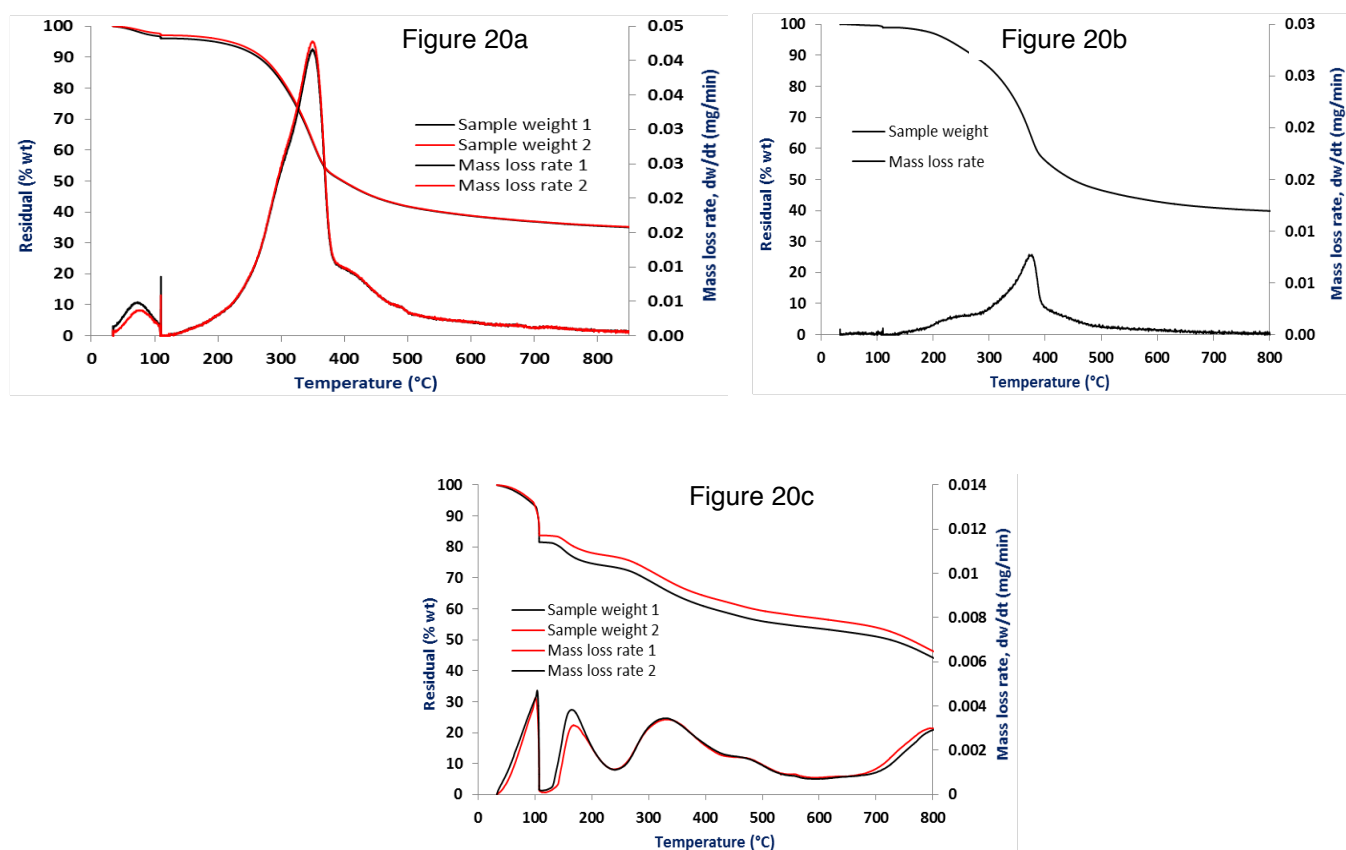 Figure 20a
100
90
80
70
60
50
40
30
20
10
0
Residual (% wt)
0 100 200 300 400 500 600 700 800
Temperature (°C)
0.05
0.04
0.04
0.03
0.03
0.02
0.02
0.01
0.01
0.00
Mass loss rate, dw/dt (mg/min)
Sample weight 1
Sample weight 2
Mass loss rate 1
Mass loss rate 2
Figure 20b
100
90
80
70
60
50
40
30
20
10
0
Residual (% wt)
0 100 200 300 400 500 600 700 800
Temperature (°C)
0.03
0.03
0.02
0.02
0.01
0.01
0.00
Mass loss rate, dw/dt (mg/min)
Sample weight
Mass loss rate
Figure 20c
100
90
80
70
60
50
40
30
20
10
0
Residual (% wt)
0 100 200 300 400 500 600 700 800
Temperature (°C)
0.014
0.012
0.01
0.008
0.006
0.004
0.002
0
Mass loss rate, dw/dt (mg/min)
Sample weight 1
Sample weight 2
Mass loss rate 1
Mass loss rate 2